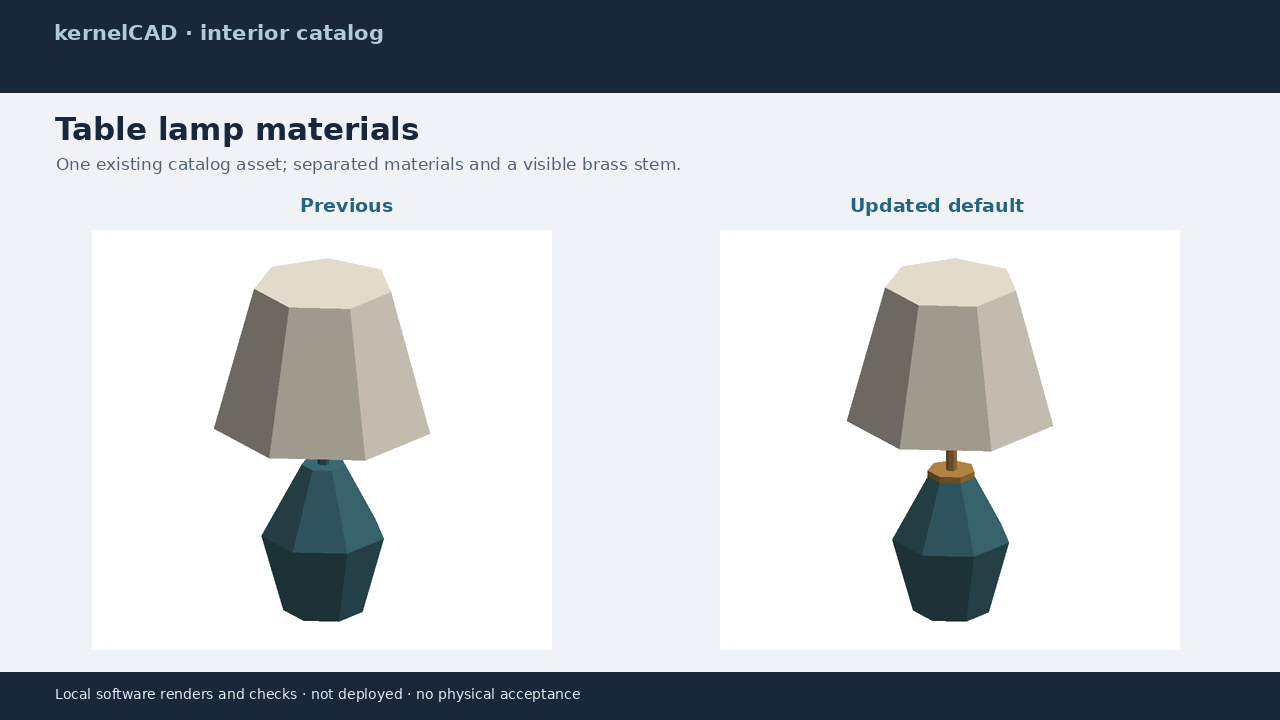 kernelCAD · interior catalog
Table lamp materials
One existing catalog asset; separated materials and a visible brass stem.
Previous
Updated default
Local software renders and checks · not deployed · no physical acceptance